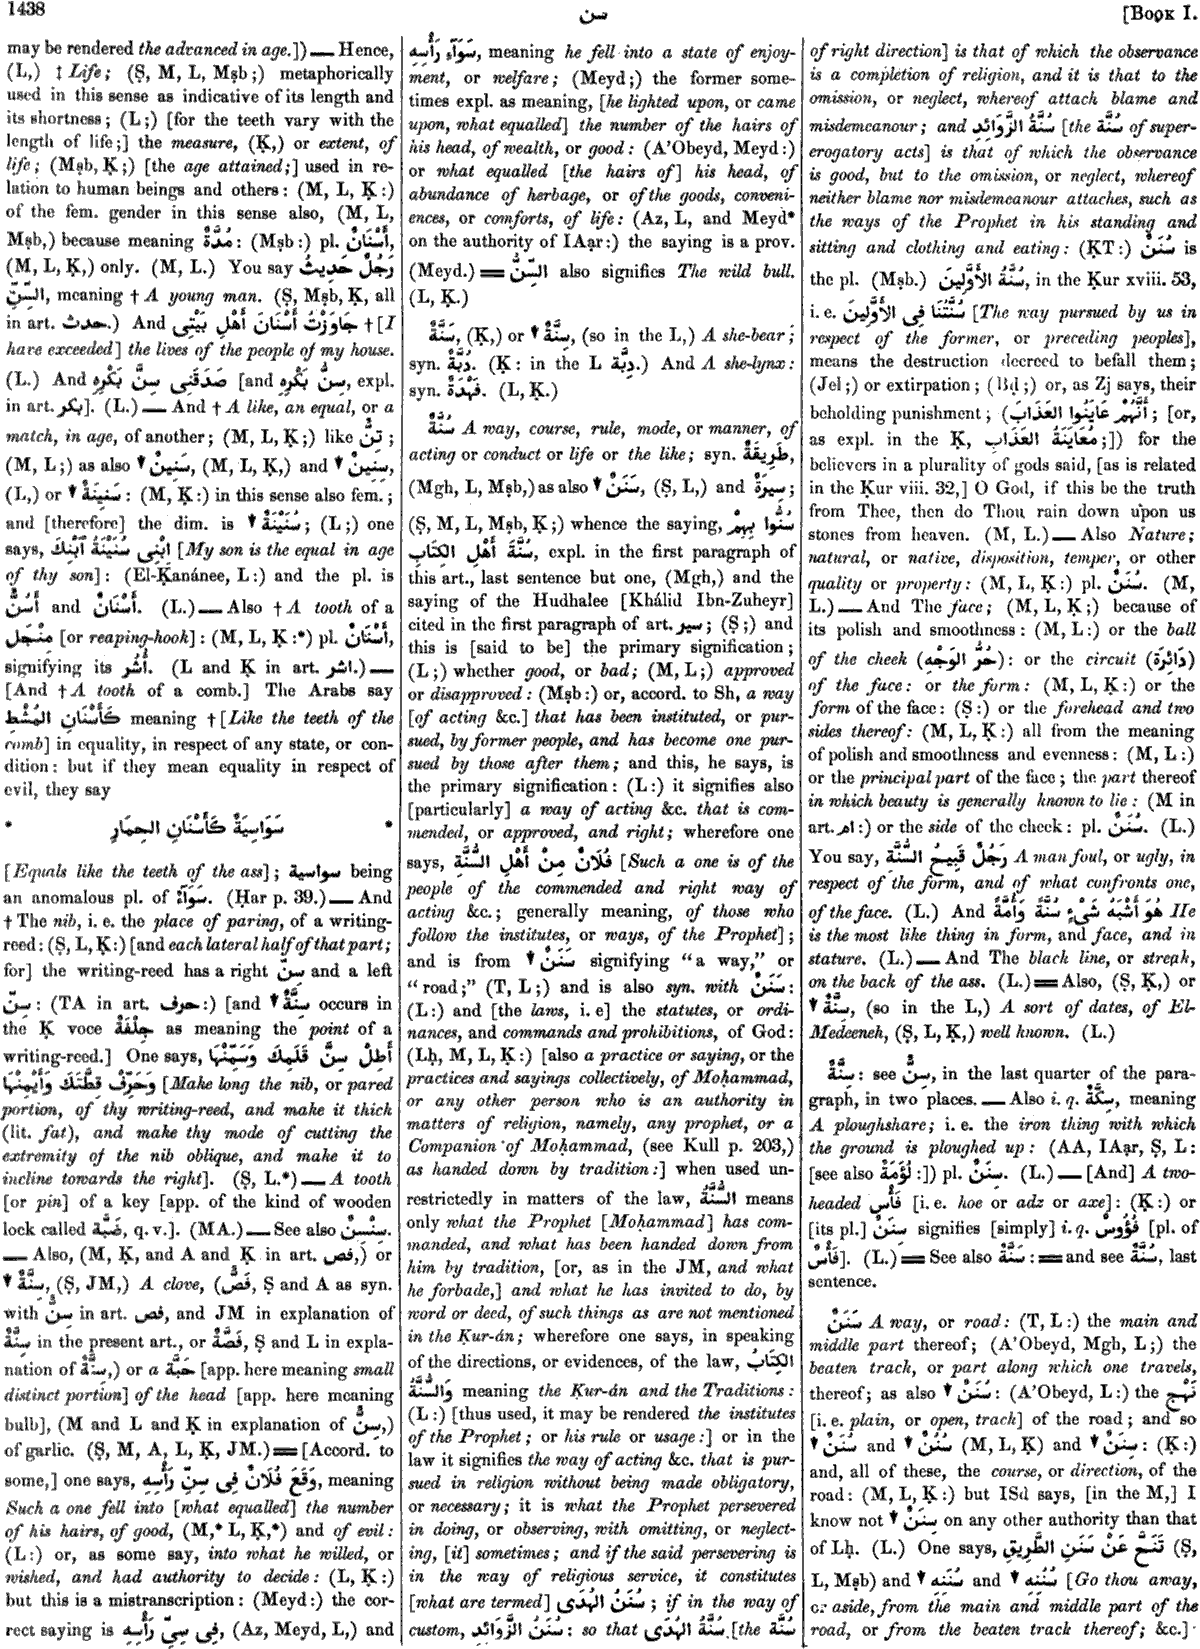 1438
سن
[BOOK I.
may be rendered the advanced in age.]) — Hence,
(L,) ‡ Life; (Ṣ, M, L, Mṣb;) metaphorically
used in this sense as indicative of its length and
its shortness; (L;) [for the teeth vary with the
length of life;] the measure, (Ḳ,) or extent, of
life; (Mṣb, Ḳ;) [the age attained;] used in re-
lation to human beings and others: (M, L, Ḳ:)
of the fem. gender in this sense also, (M, L,
Mṣb,) because meaning مُدَّةٌ: (Mṣb:) pl. أَسْنَانٌ,
(M, L, Ḳ,) only. (M, L.) You say رَجُلٌ حَدِيثُ
السِّنِّ, meaning † A young man. (Ṣ, Mṣb, Ḳ, all
in art. حدث.) And جَاوَزْتُ أَسْنَانَ أَهْلِ بَيْتِى † [I
have exceeded] the lives of the people of my house.
(L.) And صَدَقَنِى سِنَّ بَكْرِهِ [and سِنُّ بَكْرِهِ, expl.
in art. بكر]. (L.) — And † A like, an equal, or a
match, in age, of another; (M, L, Ḳ;) like تِنٌّ;
(M, L;) as also ▼ سَنِينٌ, (M, L, Ḳ,) and ▼ سِنِينٌ,
(L,) or ▼ سَنِينَةٌ: (M, Ḳ:) in this sense also fem.;
and [therefore] the dim. is ▼ سُنَيْنَةٌ; (L;) one
says, اِبْنِى سُنَيْنَةُ ٱبْنِكَ [My son is the equal in age
of thy son]: (El-Ḳanánee, L:) and the pl. is
أَسُنٌّ and أَسْنَانٌ. (L.) — Also † A tooth of a
مِنْجَل [or reaping-hook]: (M, L, Ḳ:*) pl. أَسْنَانٌ,
signifying its أُشُر. (L and Ḳ in art. اشر.) —
[And † A tooth of a comb.] The Arabs say
كَأَسْنَانِ المُشْطِ meaning † [Like the teeth of the
comb] in equality, in respect of any state, or con-
dition: but if they mean equality in respect of
evil, they say
* سَوَاسِيَةٌ كَأَسْنَانِ الحِمَارِ *
[Equals like the teeth of the ass]; سواسية being
an anomalous pl. of سَوَآءٌ. (Ḥar p. 39.) — And
† The nib, i. e. the place of paring, of a writing-
reed: (Ṣ, L, Ḳ:) [and each lateral half of that part;
for] the writing-reed has a right سِنّ and a left
سِنّ: (TA in art. حرف:) [and ▼ سِنَّةٌ occurs in
the Ḳ voce جِلْفَةٌ as meaning the point of a
writing-reed.] One says, أَطِلْ سِنَّ قَلَمِكَ وَسَمِّنْهَا
وَحَرِّفْ قِطَّتَكَ وَأَيْمِنْهَا [Make long the nib, or pared
portion, of thy writing-reed, and make it thick
(lit. fat), and make thy mode of cutting the
extremity of the nib oblique, and make it to
incline towards the right]. (Ṣ, L.*) — A tooth
[or pin] of a key [app. of the kind of wooden
lock called ضَبَّة, q. v.]. (MA.) — See also سِنْسِنٌ.
— Also, (M, Ḳ, and A and Ḳ in art. فص,) or
▼ سِنَّةٌ, (Ṣ, JM,) A clove, (فَصٌّ, Ṣ and A as syn.
with سِنٌّ in art. فص, and JM in explanation of
سِنَّةٌ in the present art., or فَصَّةٌ, Ṣ and L in expla-
nation of سِنَّةٌ,) or a حَبَّة [app. here meaning small
distinct portion] of the head [app. here meaning
bulb], (M and L and Ḳ in explanation of سِنٌّ,)
of garlic. (Ṣ, M, A, L, Ḳ, JM.) = [Accord. to
some,] one says, وَقَعَ فُلَانٌ فِى سِنِّ رَأْسِهِ, meaning
Such a one fell into [what equalled] the number
of his hairs, of good, (M,* L, Ḳ,*) and of evil:
(L:) or, as some say, into what he willed, or
wished, and had authority to decide: (L, Ḳ:)
but this is a mistranscription: (Meyd:) the cor-
rect saying is فِى سِىِّ رَأْسِهِ, (Az, Meyd, L,) and
سَوَآءِ رَأْسِهِ, meaning he fell into a state of enjoy-
ment, or welfare; (Meyd;) the former some-
times expl. as meaning, [he lighted upon, or came
upon, what equalled] the number of the hairs of
his head, of wealth, or good: (A'Obeyd, Meyd:)
or what equalled [the hairs of] his head, of
abundance of herbage, or of the goods, conveni-
ences, or comforts, of life: (Az, L, and Meyd*
on the authority of IAạr:) the saying is a prov.
(Meyd.) = السِّنُّ also signifies The wild bull.
(L, Ḳ.)
سَنَّةٌ, (Ḳ,) or ▼ سِنَّةٌ, (so in the L,) A she-bear;
syn. دُبَّةٌ. (Ḳ: in the L دِبَّة.) And A she-lynx:
syn. فَهْدَةٌ. (L, Ḳ.)
سُنَّةٌ A way, course, rule, mode, or manner, of
acting or conduct or life or the like; syn. طَرِيقَةٌ,
(Mgh, L, Mṣb,) as also ▼ سَنَنٌ, (Ṣ, L,) and سِيرَةٌ;
(Ṣ, M, L, Mṣb, Ḳ;) whence the saying, سُنُّوا بِهِمْ
سُنَّةَ أَهْلِ الكِتَابِ, expl. in the first paragraph of
this art., last sentence but one, (Mgh,) and the
saying of the Hudhalee [Khálid Ibn-Zuheyr]
cited in the first paragraph of art. سير; (Ṣ;) and
this is [said to be] the primary signification;
(L;) whether good, or bad; (M, L;) approved
or disapproved: (Mṣb:) or, accord. to Sh, a way
[of acting &c.] that has been instituted, or pur-
sued, by former people, and has become one pur-
sued by those after them; and this, he says, is
the primary signification: (L:) it signifies also
[particularly] a way of acting &c. that is com-
mended, or approved, and right; wherefore one
says, فُلَانٌ مِنْ أَهْلِ السُّنَّةِ [Such a one is of the
people of the commended and right way of
acting &c.; generally meaning, of those who
follow the institutes, or ways, of the Prophet];
and is from ▼ سَنَنٌ signifying "a way," or
"road;" (T, L;) and is also syn. with سَنَنٌ:
(L:) and [the laws, i. e] the statutes, or ordi-
nances, and commands and prohibitions, of God:
(Lḥ, M, L, Ḳ:) [also a practice or saying, or the
practices and sayings collectively, of Moḥammad,
or any other person who is an authority in
matters of religion, namely, any prophet, or a
Companion of Moḥammad, (see Kull p. 203,)
as handed down by tradition:] when used un-
restrictedly in matters of the law, السُّنَّةُ means
only what the Prophet [Moḥammad] has com-
manded, and what has been handed down from
him by tradition, [or, as in the JM, and what
he forbade,] and what he has invited to do, by
word or deed, of such things as are not mentioned
in the Ḳur-án; wherefore one says, in speaking
of the directions, or evidences, of the law, الكِتَابُ
وَالسُّنَّةُ meaning the Ḳur-án and the Traditions:
(L:) [thus used, it may be rendered the institutes
of the Prophet; or his rule or usage:] or in the
law it signifies the way of acting &c. that is pur-
sued in religion without being made obligatory,
or necessary; it is what the Prophet persevered
in doing, or observing, with omitting, or neglect-
ing, [it] sometimes; and if the said persevering is
in the way of religious service, it constitutes
[what are termed] سُنَنُ الهُدَى; if in the way of
custom, سُنَنُ الزَّوَائِدِ: so that سُنَّةُ الهُدَى [the سُنَّة
of right direction] is that of which the observance
is a completion of religion, and it is that to the
omission, or neglect, whereof attach blame and
misdemeanour; and سُنَّةُ الزَّوَائِدِ [the سُنَّة of super-
erogatory acts] is that of which the observance
is good, but to the omission, or neglect, whereof
neither blame nor misdemeanour attaches, such as
the ways of the Prophet in his standing and
sitting and clothing and eating: (KT:) سُنَنٌ is
the pl. (Mṣb.) سُنَّةُ الأَوَّلِينَ, in the Ḳur xviii. 53,
i. e. سُنَّتُنَا فِى الأَوَّلِينَ [The way pursued by us in
respect of the former, or preceding peoples],
means the destruction decreed to befall them;
(Jel;) or extirpation; (Bḍ;) or, as Zj says, their
beholding punishment; (أَنَّهُمْ عَايَنُوا العَذَابَ; [or,
as expl. in the Ḳ, مُعَايَنَةُ العَذَابِ;]) for the
believers in a plurality of gods said, [as is related
in the Ḳur viii. 32,] O God, if this be the truth
from Thee, then do Thou rain down upon us
stones from heaven. (M, L.) — Also Nature;
natural, or native, disposition, temper, or other
quality or property: (M, L, Ḳ:) pl. سُنَنٌ. (M,
L.) — And The face; (M, L, Ḳ;) because of
its polish and smoothness: (M, L:) or the ball
of the cheek (حُرُّ الوَجْهِ): or the circuit (دَائِرَة)
of the face: or the form: (M, L, Ḳ:) or the
form of the face: (Ṣ:) or the forehead and two
sides thereof: (M, L, Ḳ:) all from the meaning
of polish and smoothness and evenness: (M, L:)
or the principal part of the face; the part thereof
in which beauty is generally known to lie: (M in
art. ام:) or the side of the cheek: pl. سُنَنٌ. (L.)
You say, رَجُلٌ قَبِيحُ السُّنَّةِ A man foul, or ugly, in
respect of the form, and of what confronts one,
of the face. (L.) And هُوَ أَشْبَهُ شَىْءٍ سُنَّةً وَأُمَّةً He
is the most like thing in form, and face, and in
stature. (L.) — And The black line, or streak,
on the back of the ass. (L.) = Also, (Ṣ, Ḳ,) or
▼ سِنَّةٌ, (so in the L,) A sort of dates, of El-
Medeeneh, (Ṣ, L, Ḳ,) well known. (L.)
سِنَّةٌ: see سِنٌّ, in the last quarter of the para-
graph, in two places. — Also i. q. سِكَّةٌ, meaning
A ploughshare; i. e. the iron thing with which
the ground is ploughed up: (AA, IAạr, Ṣ, L:
[see also لُؤَمَةٌ:]) pl. سِنَنٌ. (L.) — [And] A two-
headed فَأْس [i. e. hoe or adz or axe]: (Ḳ:) or
[its pl.] سِنَنٌ signifies [simply] i. q. فُؤُوسٌ [pl. of
فَأْسٌ]. (L.) = See also سَنَّةٌ: = and see سُنَّةٌ, last
sentence.
سَنَنٌ A way, or road: (T, L:) the main and
middle part thereof; (A'Obeyd, Mgh, L;) the
beaten track, or part along which one travels,
thereof; as also ▼ سُنَنٌ: (A'Obeyd, L:) the نَهْج
[i. e. plain, or open, track] of the road; and so
▼ سُنَنٌ and ▼ سُنُنٌ (M, L, Ḳ) and ▼ سِنَنٌ: (Ḳ:)
and, all of these, the course, or direction, of the
road: (M, L, Ḳ:) but ISd says, [in the M,] I
know not ▼ سِنَنٌ on any other authority than that
of Lḥ. (L.) One says, تَنَحَّ عَنْ سَنَنِ الطَّرِيقِ (Ṣ,
L, Mṣb) and ▼ سُنَنِهِ and ▼ سُنُنِهِ [Go thou away,
or aside, from the main and middle part of the
road, or from the beaten track thereof; &c.]